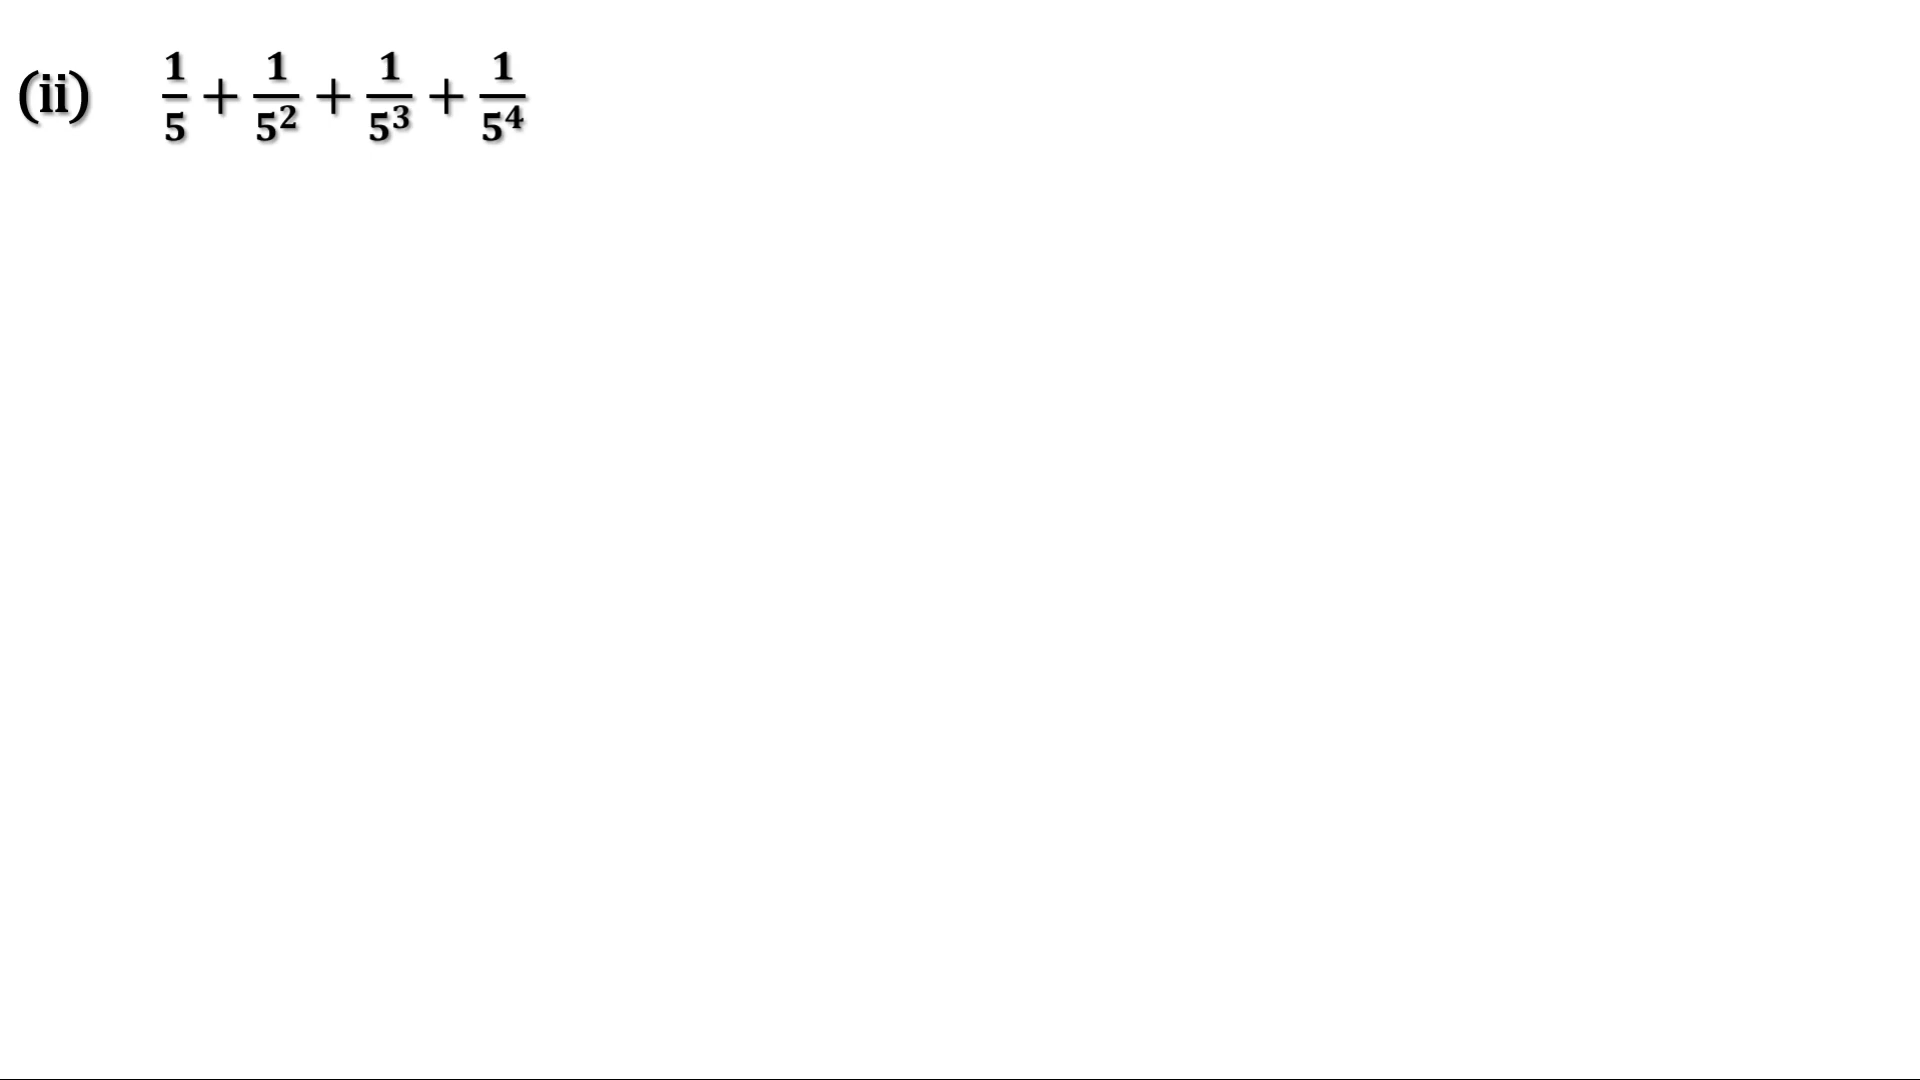 (ii) 1/5 + 1/5² + 1/5³ + 1/5⁴